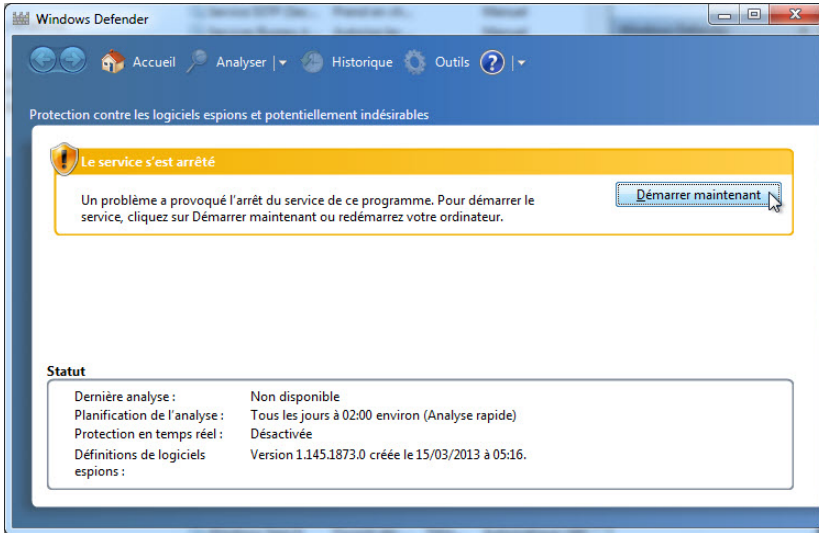 Windows Defender
Accueil Analyser Historique Outils ?
Protection contre les logiciels espions et potentiellement indésirables
Le service s'est arrêté
Un problème a provoqué l'arrêt du service de ce programme. Pour démarrer le
service, cliquez sur Démarrer maintenant ou redémarrez votre ordinateur.
Démarrer maintenant
Statut
Dernière analyse : Non disponible
Planification de l'analyse : Tous les jours à 02:00 environ (Analyse rapide)
Protection en temps réel : Désactivée
Définitions de logiciels Version 1.145.1873.0 créée le 15/03/2013 à 05:16.
espions :